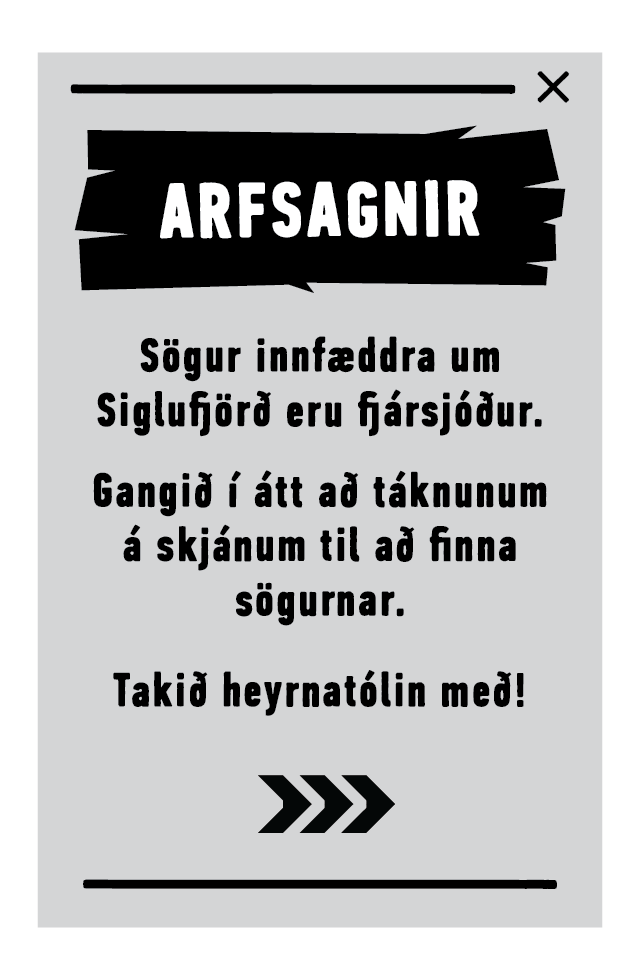 ARFSAGNIR
Sögur innfæddra um
Siglufjörð eru fjársjóður.
Gangið í átt að táknunum
á skjánum til að finna
sögurnar.
Takið heyrnatólin með!